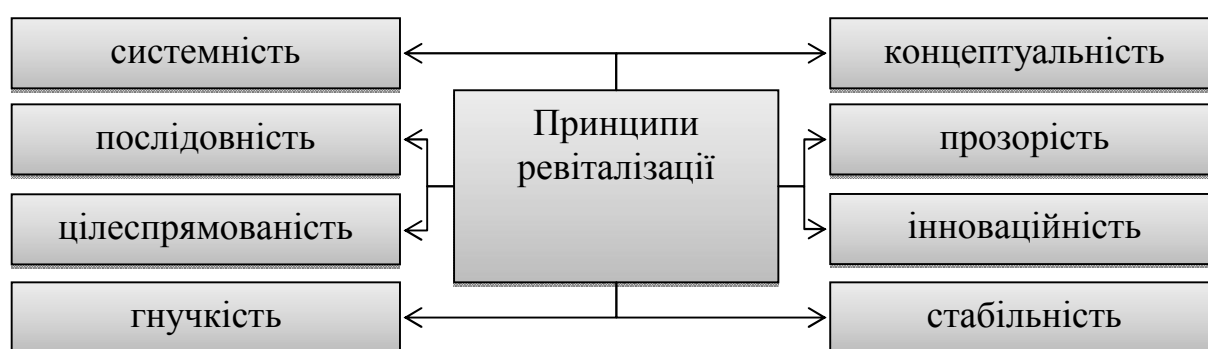 системність
концептуальність
послідовність
Принципи
ревіталізації
прозорість
цілеспрямованість
інноваційність
гнучкість
стабільність